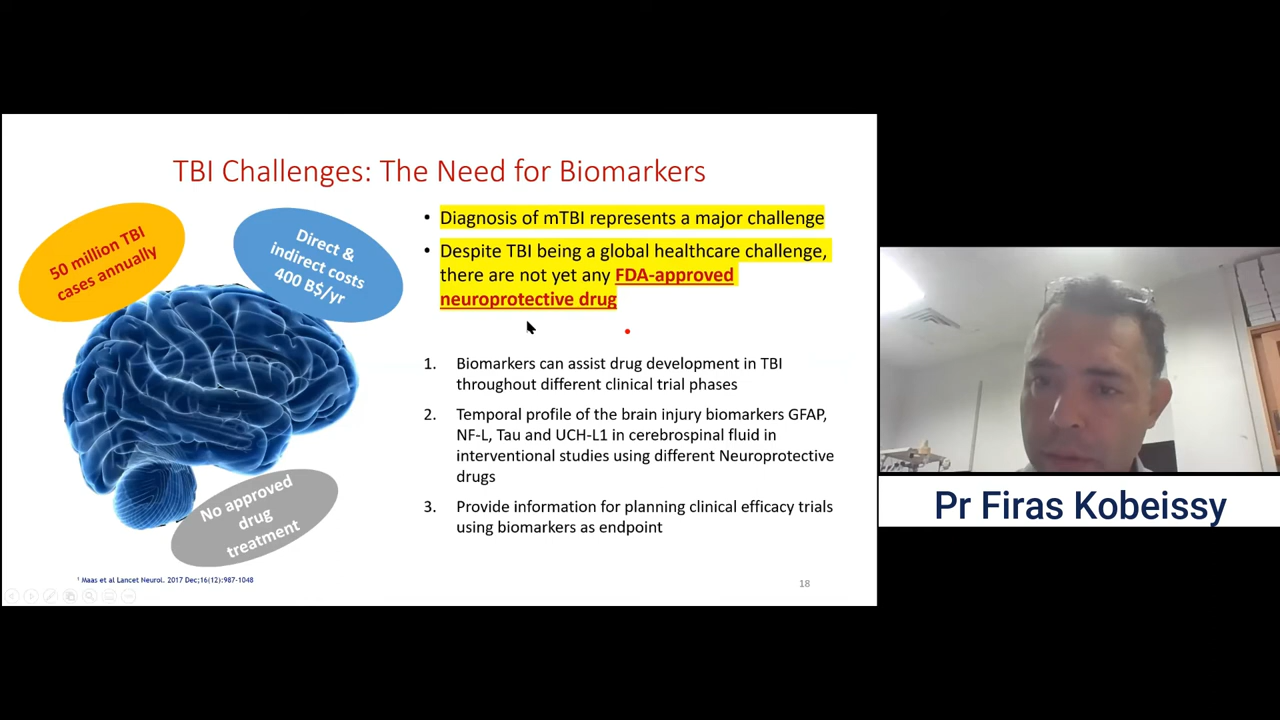 TBI Challenges: The Need for Biomarkers
50 million TBI
cases annually
Direct &
indirect costs
400 B$/yr
No approved
drug
treatment
• Diagnosis of mTBI represents a major challenge
• Despite TBI being a global healthcare challenge,
there are not yet any FDA-approved
neuroprotective drug
1. Biomarkers can assist drug development in TBI
throughout different clinical trial phases
2. Temporal profile of the brain injury biomarkers GFAP,
NF-L, Tau and UCH-L1 in cerebrospinal fluid in
interventional studies using different Neuroprotective
drugs
3. Provide information for planning clinical efficacy trials
using biomarkers as endpoint
1 Maas et al Lancet Neurol. 2017 Dec;16(12):987-1048
18
Pr Firas Kobeissy